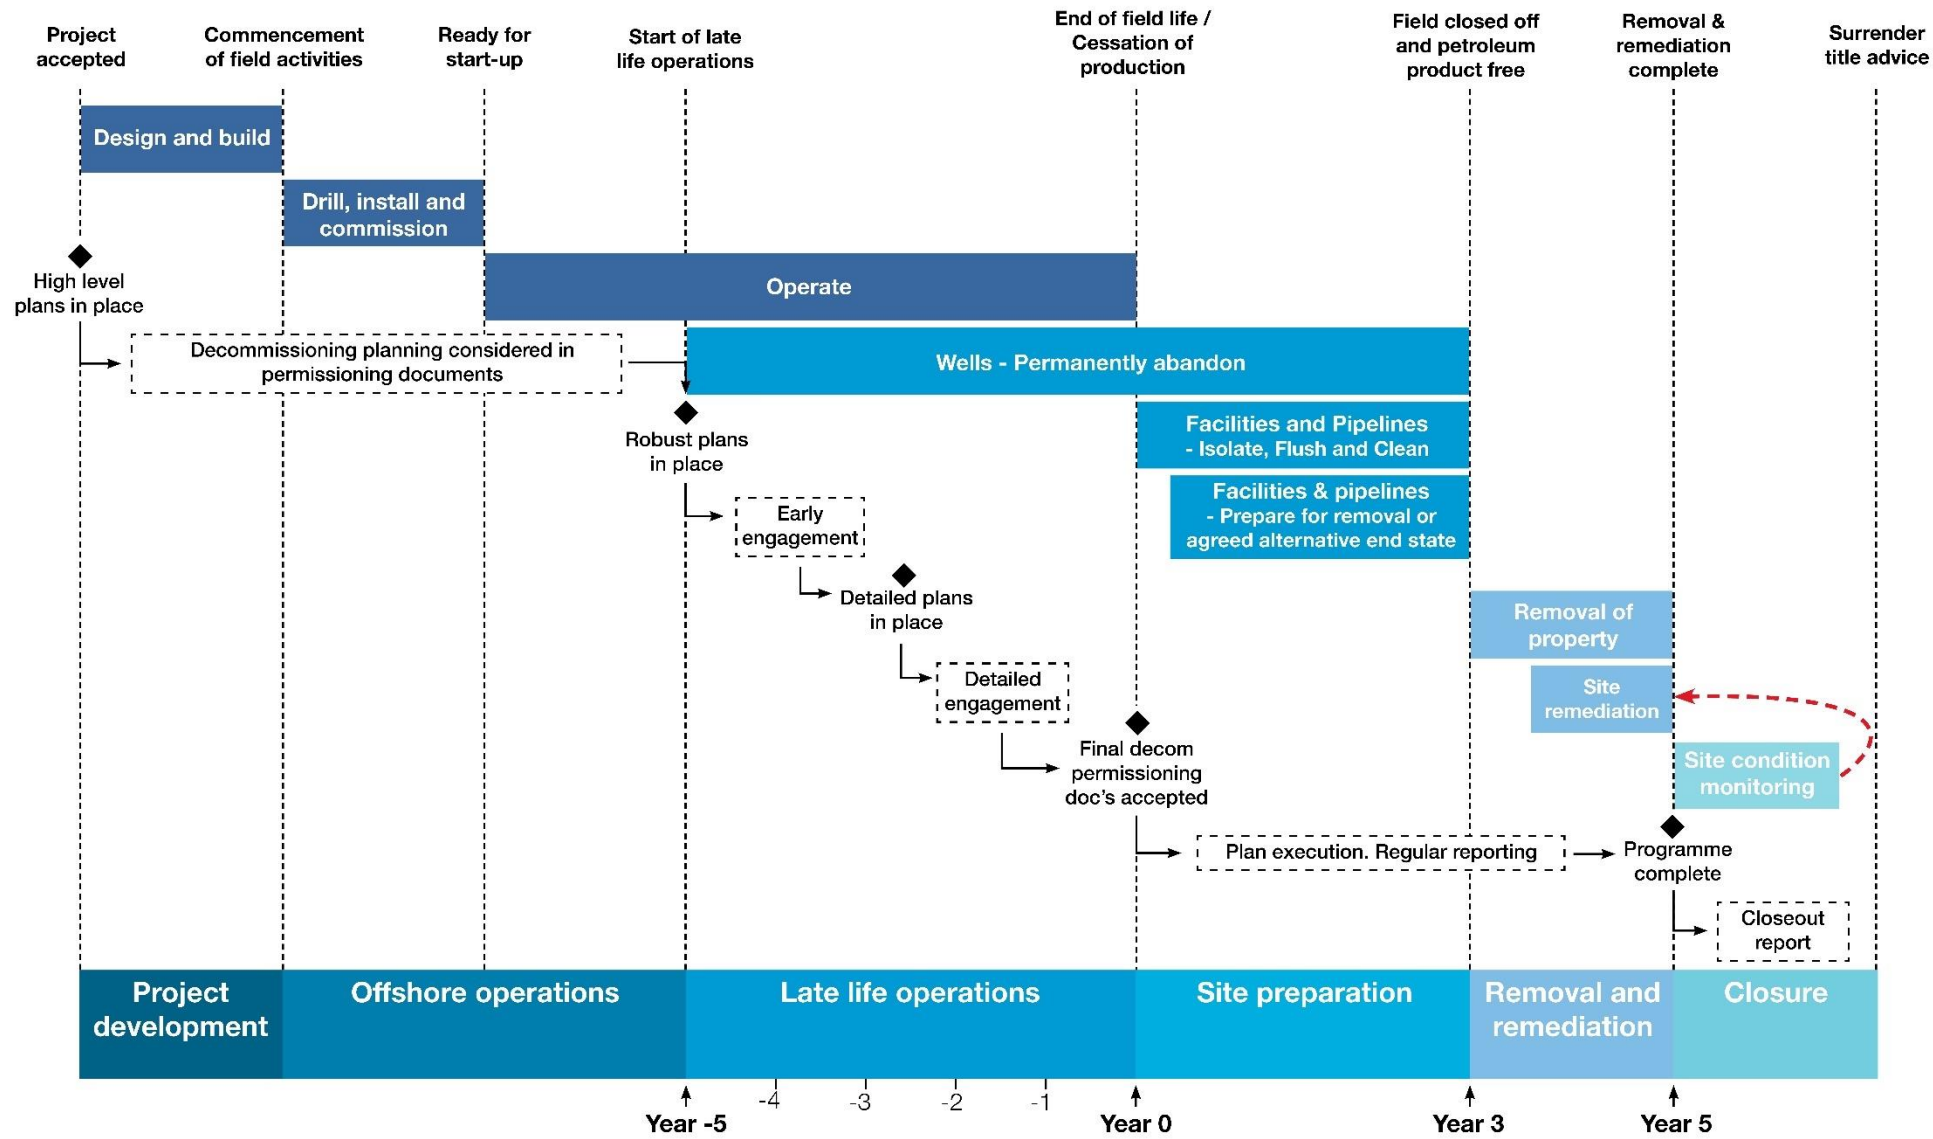 Project
accepted
Commencement
of field activities
Ready for
start-up
Start of late
life operations
End of field life /
Cessation of
production
Field closed off
and petroleum
product free
Removal &
remediation
complete
Surrender
title advice
Design and build
Drill, install and
commission
High level
plans in place
Operate
Decommissioning planning considered in
permissioning documents
Wells - Permanently abandon
Robust plans
in place
Facilities and Pipelines
- Isolate, Flush and Clean
Facilities & pipelines
- Prepare for removal or
agreed alternative end state
Early
engagement
Detailed plans
in place
Removal of
property
Detailed
engagement
Site
remediation
Final decom
permissioning
doc's accepted
Site condition
monitoring
Plan execution. Regular reporting
Programme
complete
Closeout
report
Project
development
Offshore operations
Late life operations
Site preparation
Removal and
remediation
Closure
-4
-3
-2
-1
Year -5
Year 0
Year 3
Year 5